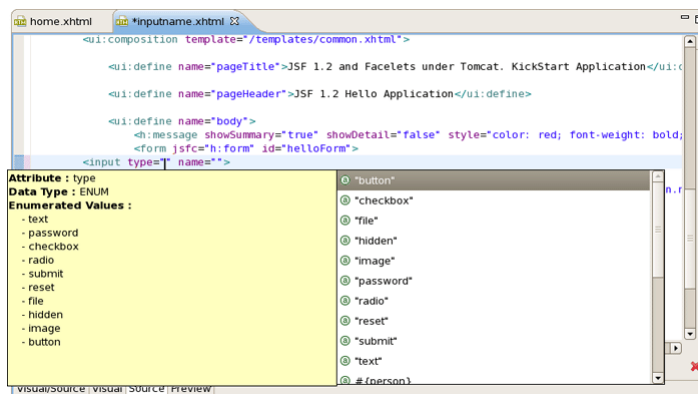 home.xhtml *inputname.xhtml
<ui:composition template="/templates/common.xhtml">
<ui:define name="pageTitle">JSF 1.2 and Facelets under Tomcat. KickStart Application</ui:
<ui:define name="pageHeader">JSF 1.2 Hello Application</ui:define>
<ui:define name="body">
<h:message showSummary="true" showDetail="false" style="color: red; font-weight: bold;
<form jsfc="h:form" id="helloForm">
<input type="" name="">
Attribute : type
Data Type : ENUM
Enumerated Values :
- text
- password
- checkbox
- radio
- submit
- reset
- file
- hidden
- image
- button
"button"
"checkbox"
"file"
"hidden"
"image"
"password"
"radio"
"reset"
"submit"
"text"
#{person}
Visual/Source Visual Source Preview